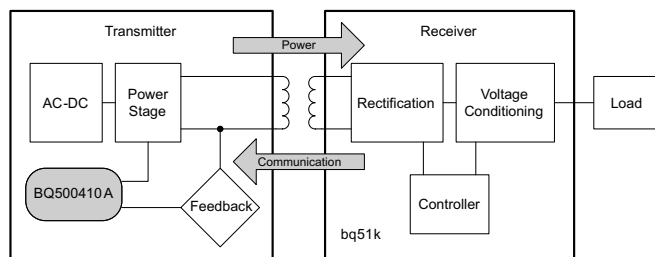 Transmitter
Power
Receiver
AC-DC
Power
Stage
Rectification
Voltage
Conditioning
Load
Communication
BQ500410A
Feedback
Controller
bq51k